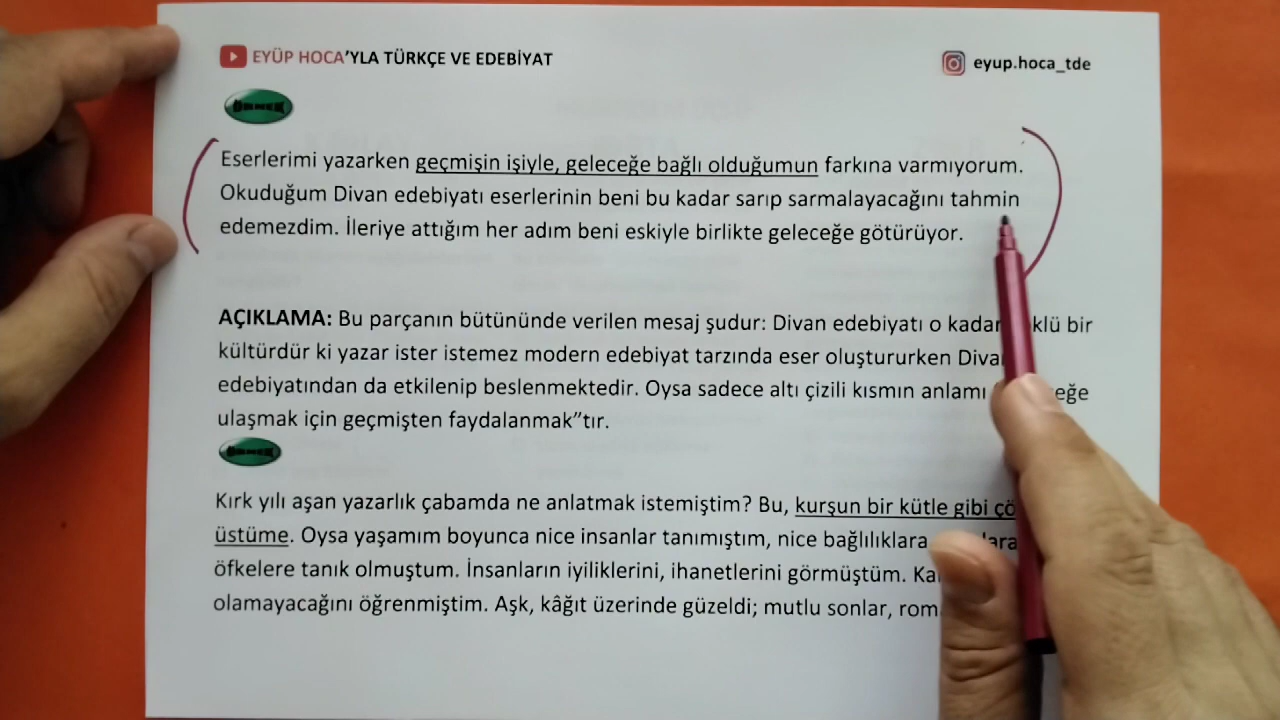 EYÜP HOCA'YLA TÜRKÇE VE EDEBİYAT
eyup.hoca_tde
ÖRNEK
Eserlerimi yazarken geçmişin işiyle, geleceğe bağlı olduğumun farkına varmıyorum.
Okuduğum Divan edebiyatı eserlerinin beni bu kadar sarıp sarmalayacağını tahmin
edemezdim. İleriye attığım her adım beni eskiyle birlikte geleceğe götürüyor.
AÇIKLAMA: Bu parçanın bütününde verilen mesaj şudur: Divan edebiyatı o kadar bir
kültürdür ki yazar ister istemez modern edebiyat tarzında eser oluştururken
edebiyatından da etkilenip beslenmektedir. Oysa sadece altı çizili kısmın anlamı
ulaşmak için geçmişten faydalanmak”tır.
ÖRNEK
Kırk yılı aşan yazarlık çabamda ne anlatmak istemiştim? Bu, kurşun bir kütle gibi
üstüme. Oysa yaşamım boyunca nice insanlar tanımıştım, nice bağlılıklara
öfkelere tanık olmuştum. İnsanların iyiliklerini, ihanetlerini görmüştüm.
olamayacağını öğrenmiştim. Aşk, kâğıt üzerinde güzeldi; mutlu sonlar,